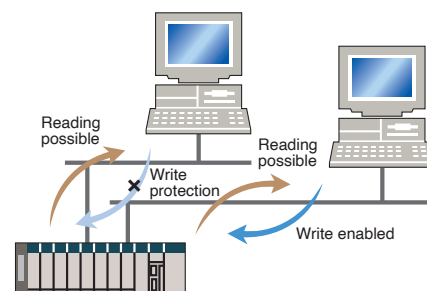 Reading
possible
Write
protection
Reading
possible
Write enabled